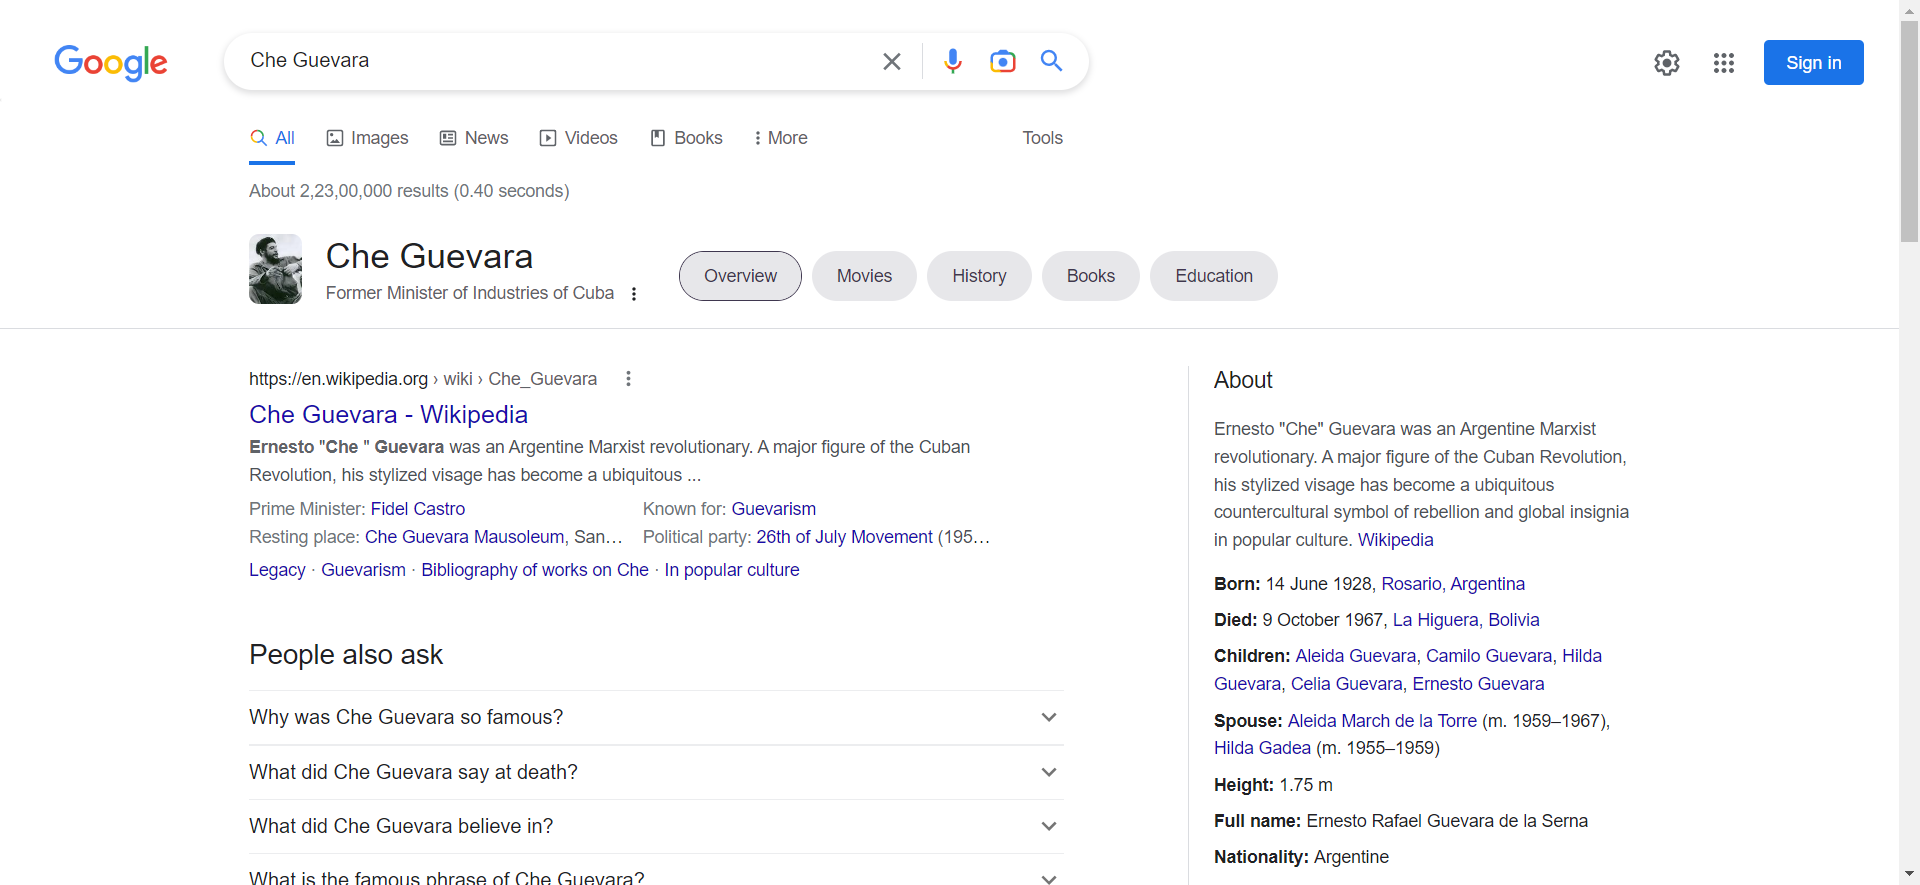 Google
Che Guevara
Sign in
All
Images
News
Videos
Books
More
Tools
About 2,23,00,000 results (0.40 seconds)
Che Guevara
Former Minister of Industries of Cuba
Overview
Movies
History
Books
Education
https://en.wikipedia.org › wiki › Che_Guevara
Che Guevara - Wikipedia
Ernesto "Che " Guevara was an Argentine Marxist revolutionary. A major figure of the Cuban
Revolution, his stylized visage has become a ubiquitous ...
Prime Minister: Fidel Castro
Known for: Guevarism
Resting place: Che Guevara Mausoleum, San...
Political party: 26th of July Movement (195...
Legacy · Guevarism · Bibliography of works on Che · In popular culture
People also ask
Why was Che Guevara so famous?
What did Che Guevara say at death?
What did Che Guevara believe in?
What is the famous phrase of Che Guevara?
About
Ernesto "Che" Guevara was an Argentine Marxist
revolutionary. A major figure of the Cuban Revolution,
his stylized visage has become a ubiquitous
countercultural symbol of rebellion and global insignia
in popular culture. Wikipedia
Born: 14 June 1928, Rosario, Argentina
Died: 9 October 1967, La Higuera, Bolivia
Children: Aleida Guevara, Camilo Guevara, Hilda
Guevara, Celia Guevara, Ernesto Guevara
Spouse: Aleida March de la Torre (m. 1959–1967),
Hilda Gadea (m. 1955–1959)
Height: 1.75 m
Full name: Ernesto Rafael Guevara de la Serna
Nationality: Argentine